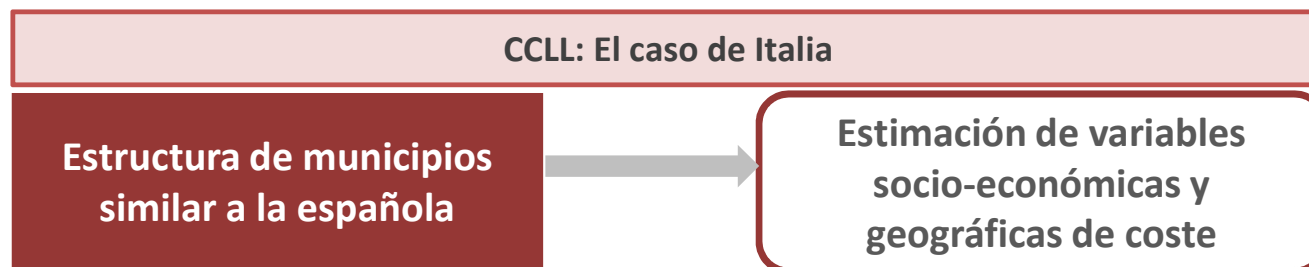 CCLL: El caso de Italia
Estructura de municipios
similar a la española
Estimación de variables
socio-económicas y
geográficas de coste